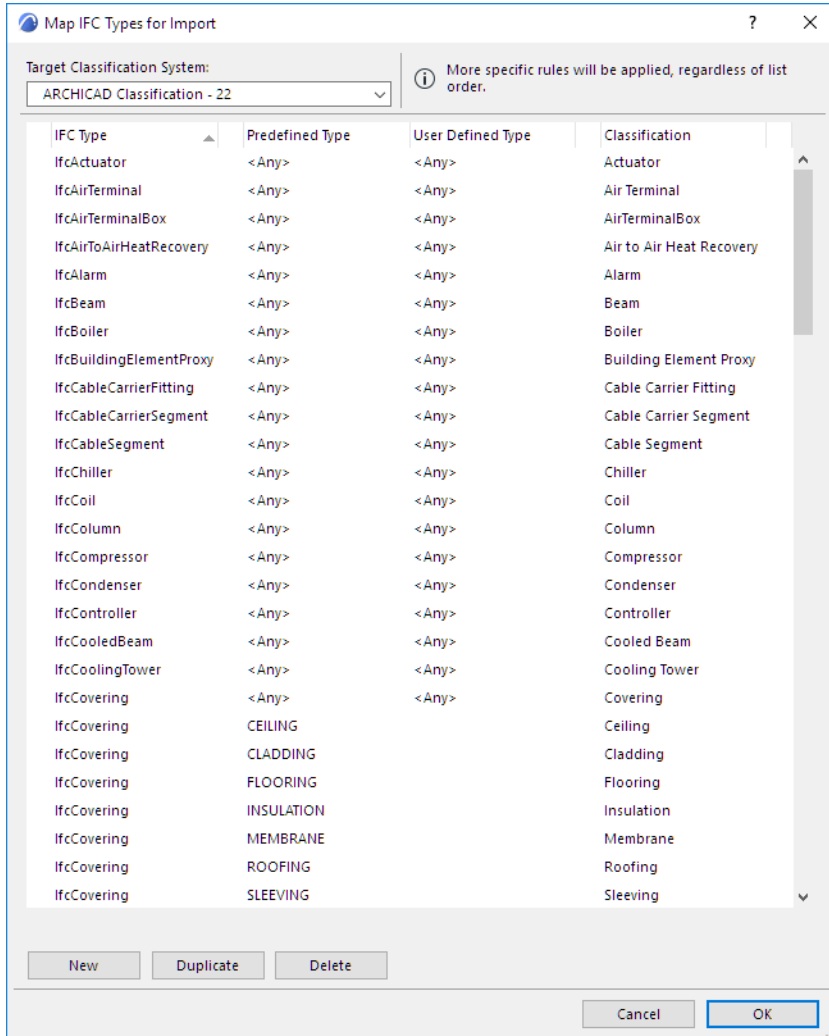 Map IFC Types for Import ? ×
Target Classification System:
ARCHICAD Classification - 22
More specific rules will be applied, regardless of list
order.
IFC Type Predefined Type User Defined Type Classification
IfcActuator <Any> <Any> Actuator
IfcAirTerminal <Any> <Any> Air Terminal
IfcAirTerminalBox <Any> <Any> AirTerminalBox
IfcAirToAirHeatRecovery <Any> <Any> Air to Air Heat Recovery
IfcAlarm <Any> <Any> Alarm
IfcBeam <Any> <Any> Beam
IfcBoiler <Any> <Any> Boiler
IfcBuildingElementProxy <Any> <Any> Building Element Proxy
IfcCableCarrierFitting <Any> <Any> Cable Carrier Fitting
IfcCableCarrierSegment <Any> <Any> Cable Carrier Segment
IfcCableSegment <Any> <Any> Cable Segment
IfcChiller <Any> <Any> Chiller
IfcCoil <Any> <Any> Coil
IfcColumn <Any> <Any> Column
IfcCompressor <Any> <Any> Compressor
IfcCondenser <Any> <Any> Condenser
IfcController <Any> <Any> Controller
IfcCooledBeam <Any> <Any> Cooled Beam
IfcCoolingTower <Any> <Any> Cooling Tower
IfcCovering <Any> <Any> Covering
IfcCovering CEILING Ceiling
IfcCovering CLADDING Cladding
IfcCovering FLOORING Flooring
IfcCovering INSULATION Insulation
IfcCovering MEMBRANE Membrane
IfcCovering ROOFING Roofing
IfcCovering SLEEVING Sleeving
New Duplicate Delete
Cancel OK